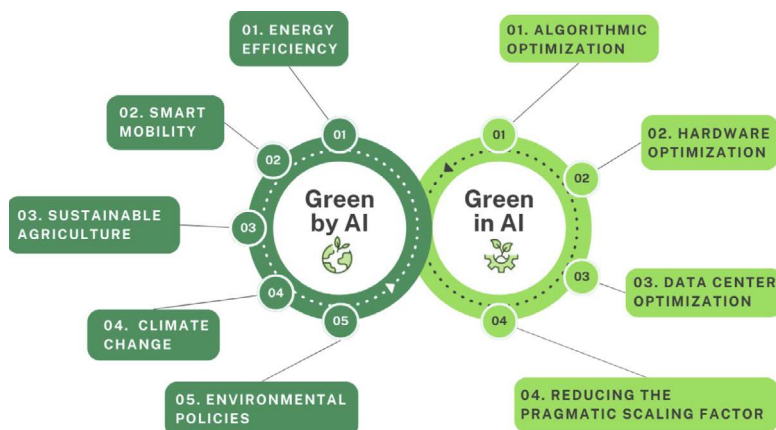 01. ENERGY
EFFICIENCY
02. SMART
MOBILITY
03. SUSTAINABLE
AGRICULTURE
04. CLIMATE
CHANGE
05. ENVIRONMENTAL
POLICIES
01
02
03
04
05
Green
by AI
Green
in AI
01
02
03
04
01. ALGORITHMIC
OPTIMIZATION
02. HARDWARE
OPTIMIZATION
03. DATA CENTER
OPTIMIZATION
04. REDUCING THE
PRAGMATIC SCALING FACTOR